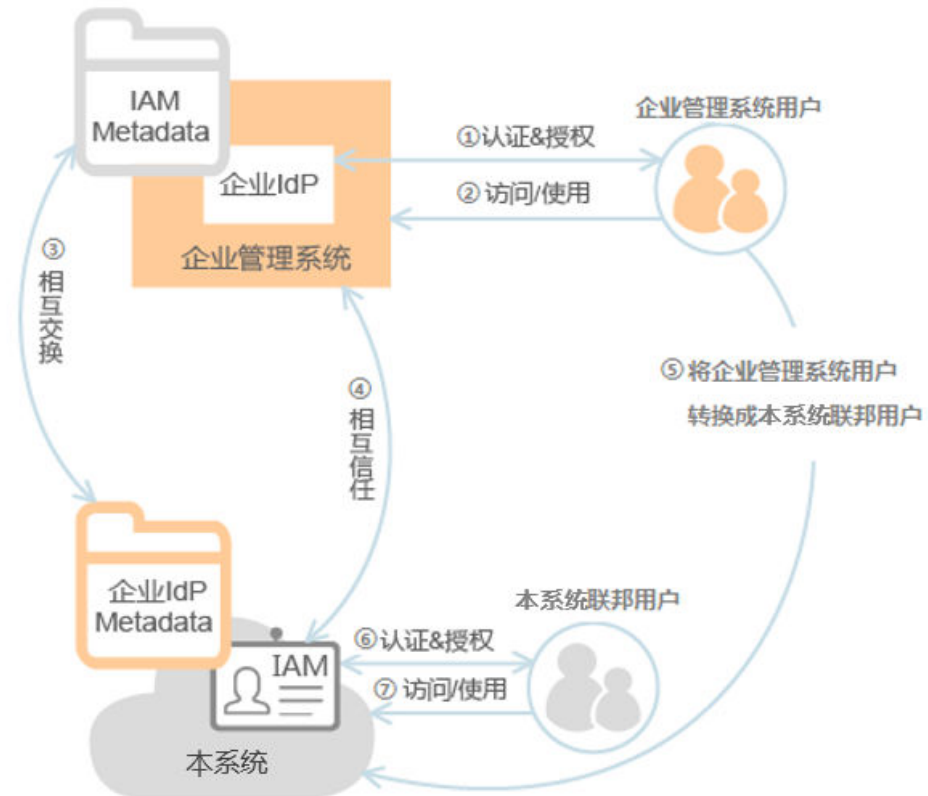 IAM
Metadata
企业IdP
企业管理系统
企业管理系统用户
①认证&授权
② 访问/使用
③
相互交换
④
相互信任
⑤ 将企业管理系统用户
转换成本系统联邦用户
企业IdP
Metadata
IAM
本系统
本系统联邦用户
⑥认证&授权
⑦ 访问/使用